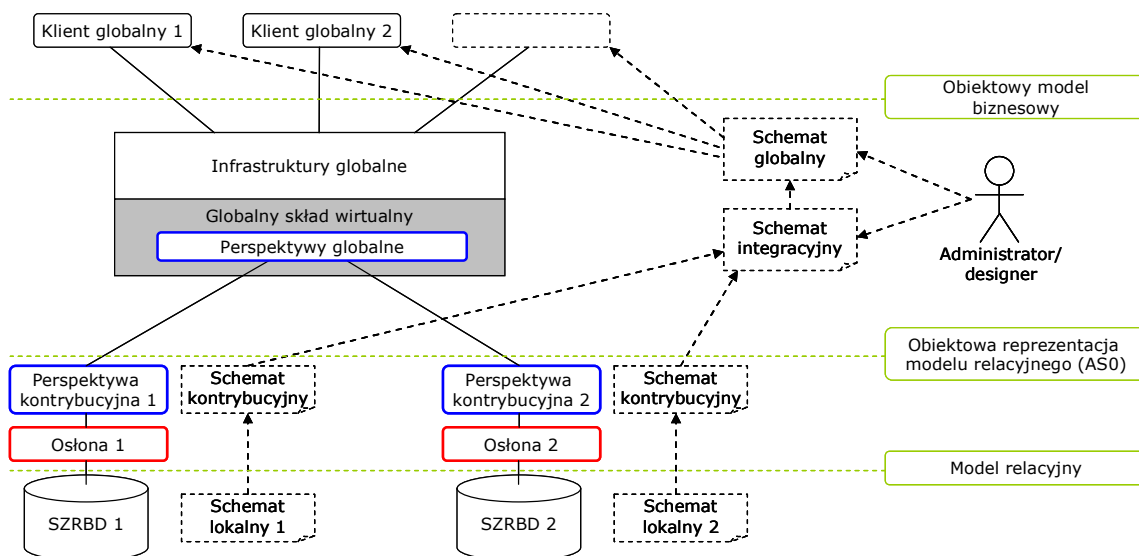 Klient globalny 1
Klient globalny 2
Obiektowy model
biznesowy
Schemat
globalny
Infrastruktury globalne
Globalny skład wirtualny
Perspektywy globalne
Schemat
integracyjny
Administrator/
designer
Obiektowa reprezentacja
modelu relacyjnego (AS0)
Perspektywa
kontrybucyjna 1
Schemat
kontrybucyjny
Perspektywa
kontrybucyjna 2
Schemat
kontrybucyjny
Osłona 1
Osłona 2
Model relacyjny
SZRBD 1
Schemat
lokalny 1
SZRBD 2
Schemat
lokalny 2